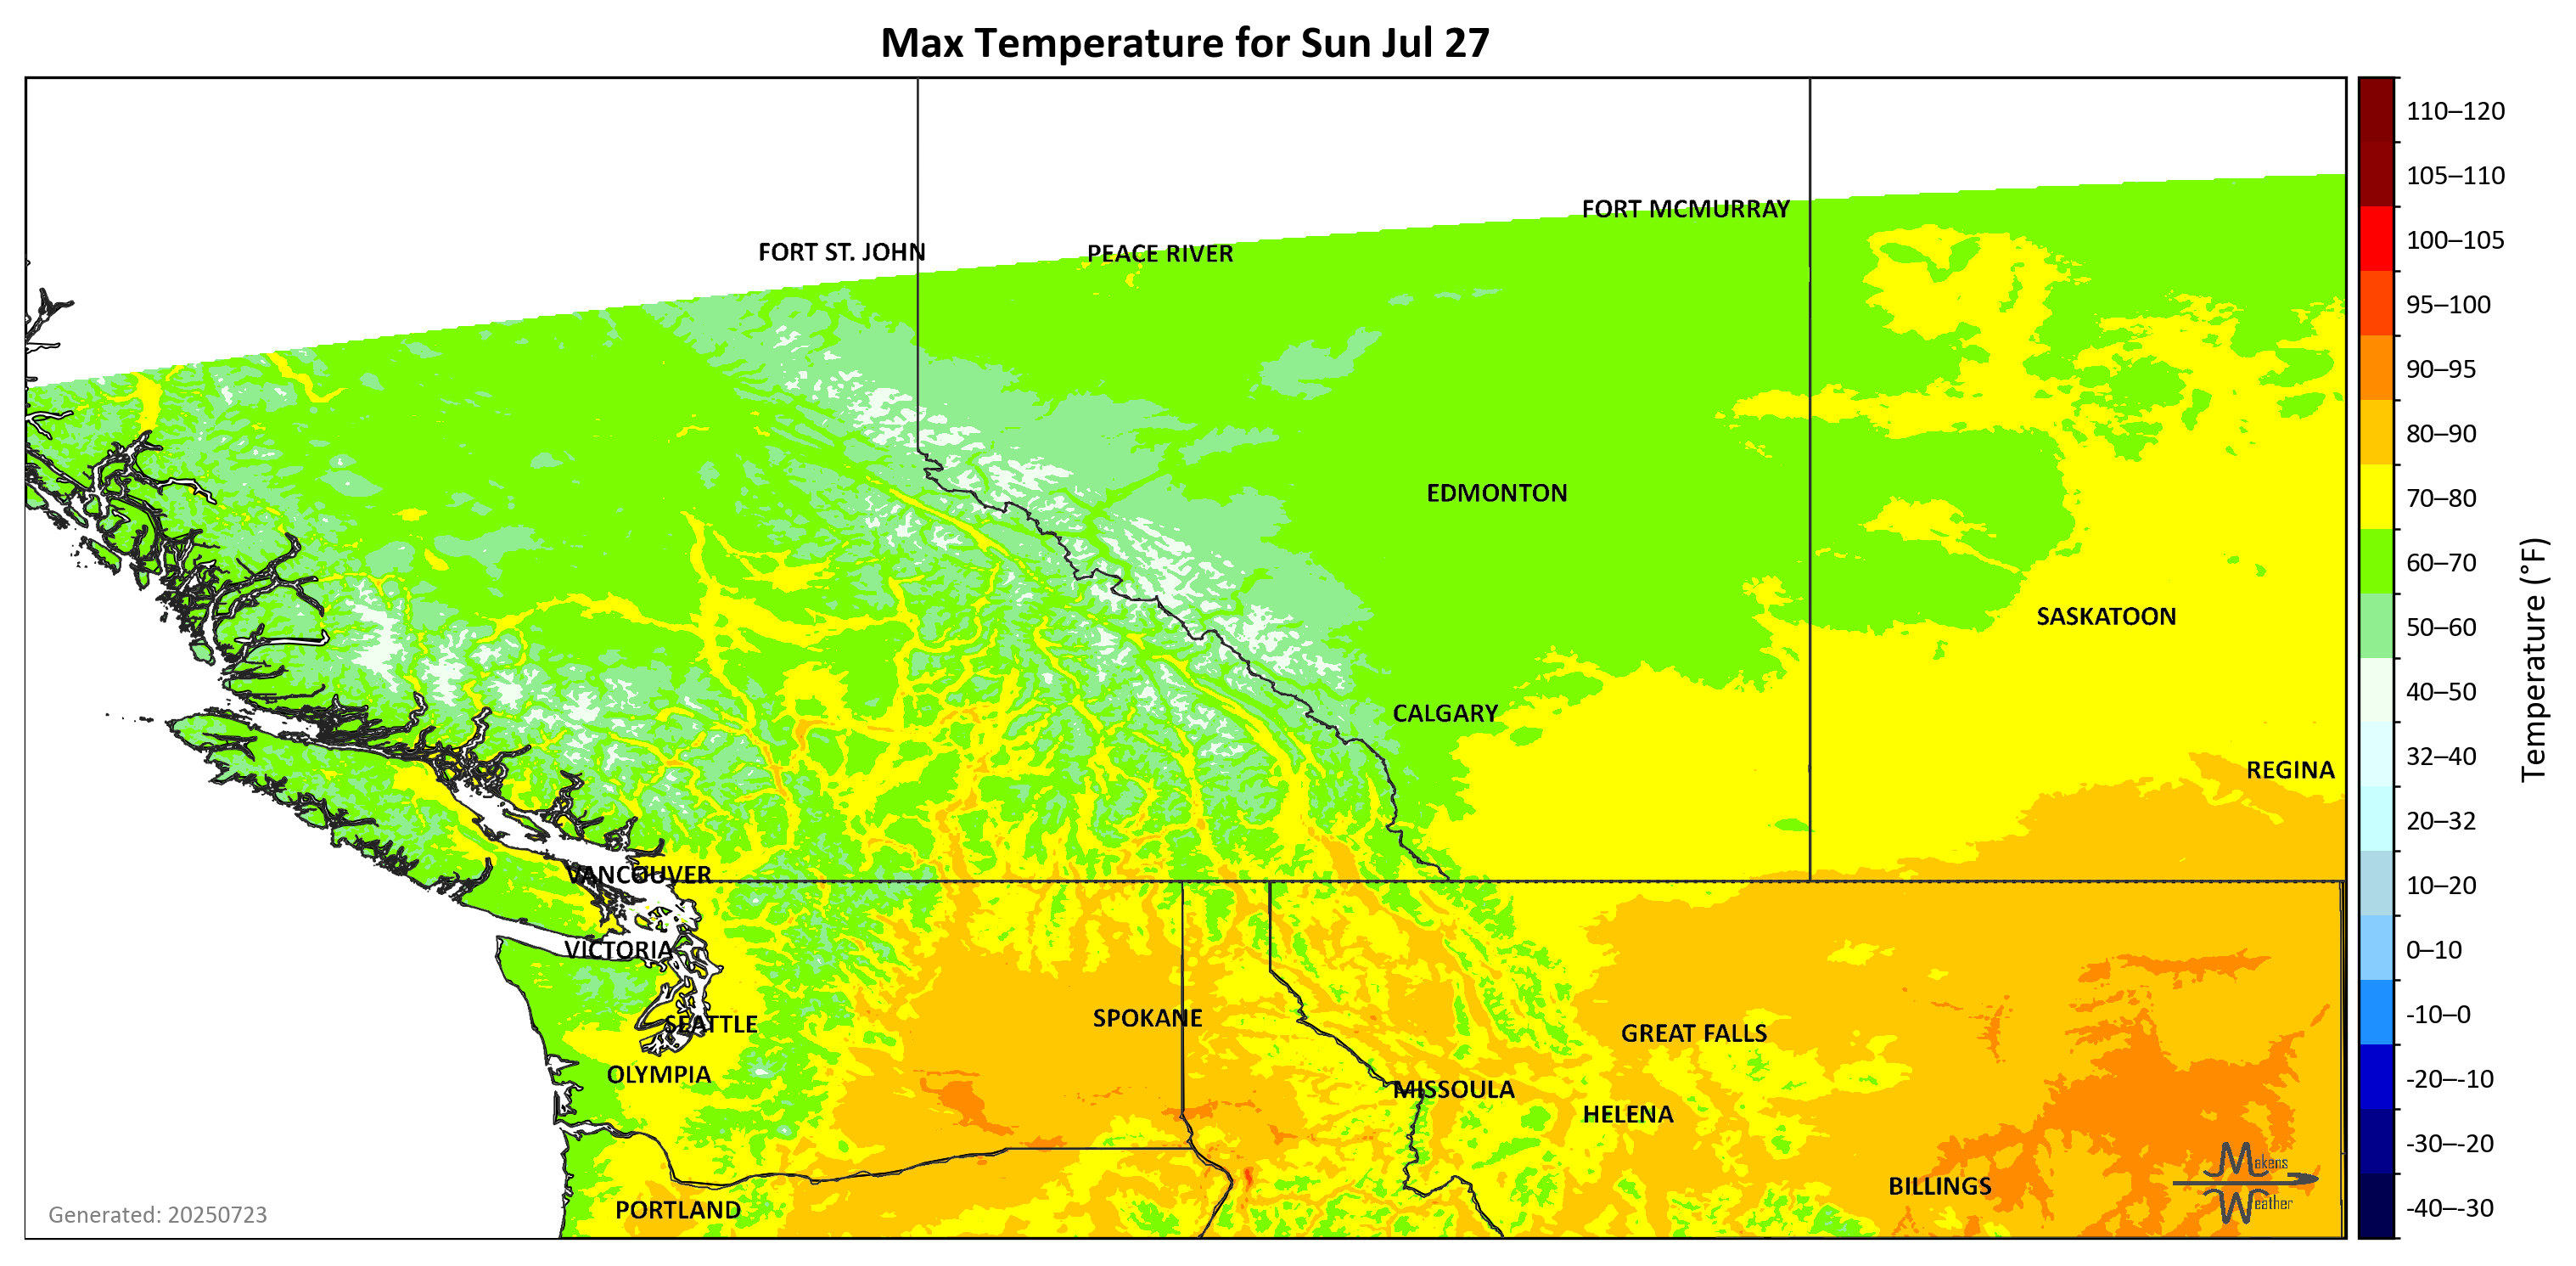 Max Temperature for Sun Jul 27
FORT MCMURRAY
FORT ST. JOHN
PEACE RIVER
EDMONTON
SASKATOON
CALGARY
REGINA
VANCOUVER
VICTORIA
SEATTLE
SPOKANE
GREAT FALLS
OLYMPIA
MISSOULA
HELENA
BILLINGS
PORTLAND
Makens
Weather
Generated: 20250723
110–120
105–110
100–105
95–100
90–95
80–90
70–80
60–70
50–60
40–50
32–40
20–32
10–20
0–10
-10–0
-20–-10
-30–-20
-40–-30
Temperature (°F)